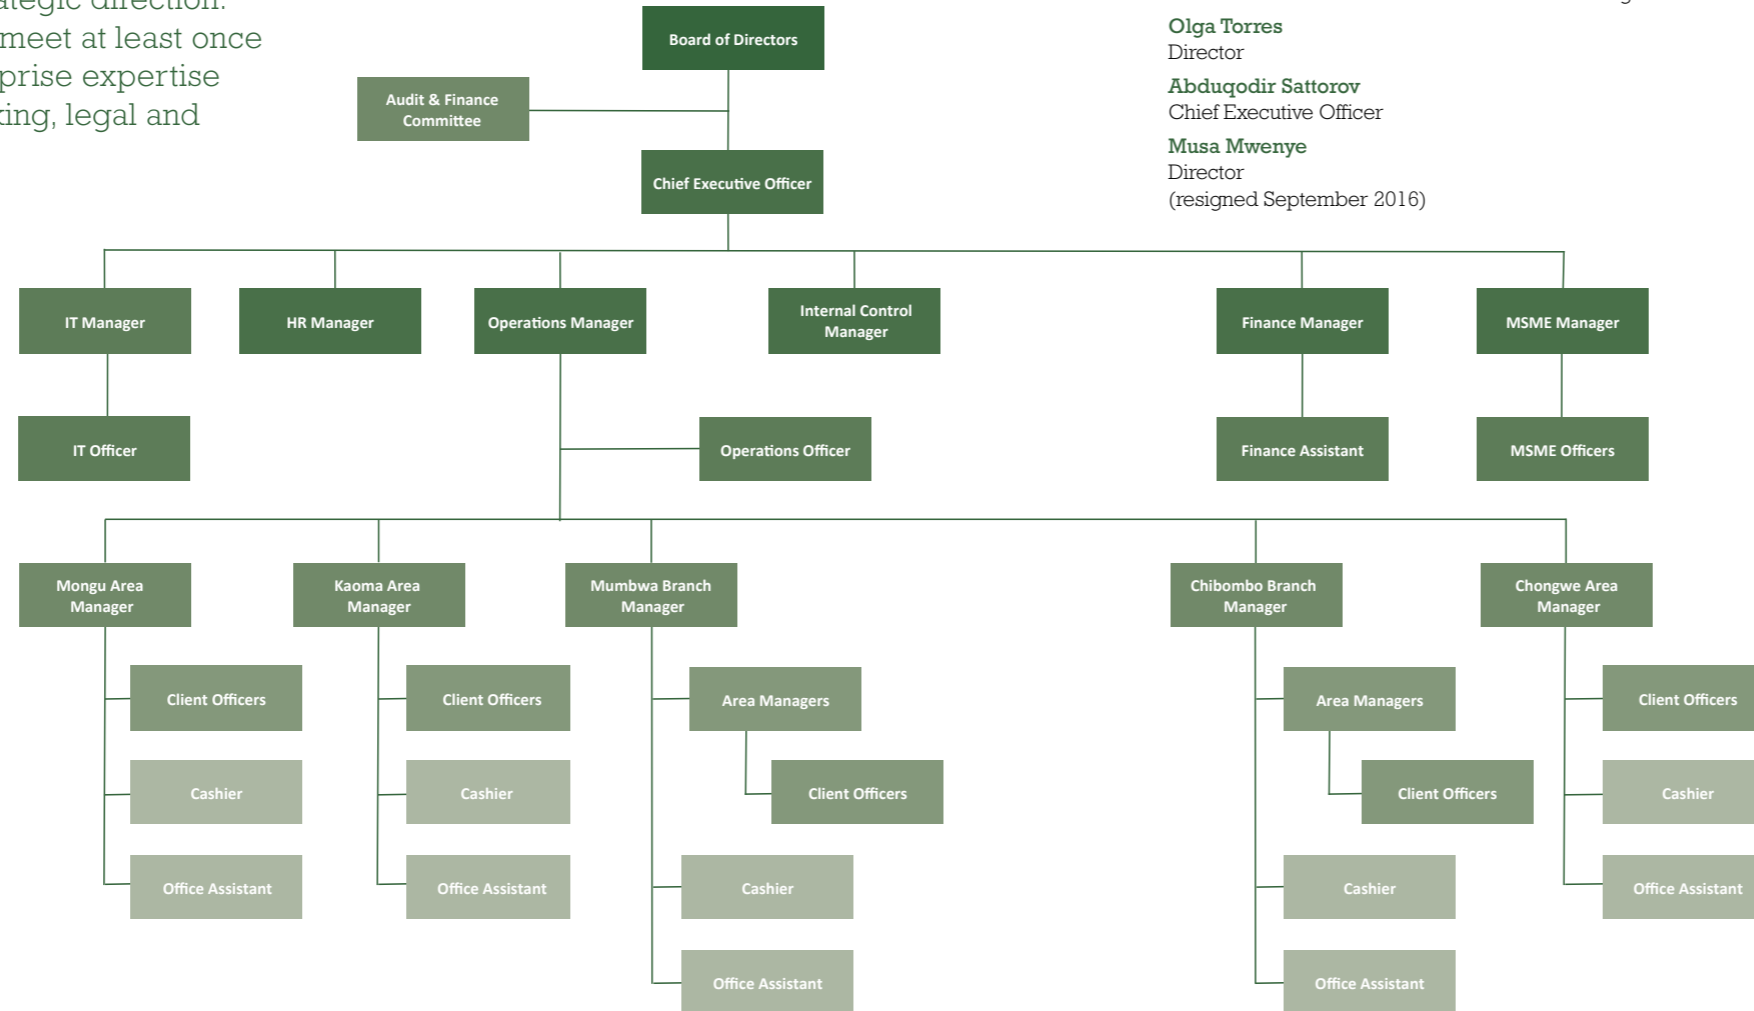 meet at least once
expertise
legal and
Olga Torres
Director
Abduqodir Sattorov
Chief Executive Officer
Musa Mwenye
Director
(resigned September 2016)
Board of Directors
Audit & Finance
Committee
Chief Executive Officer
IT Manager
HR Manager
Operations Manager
Internal Control
Manager
Finance Manager
MSME Manager
IT Officer
Operations Officer
Finance Assistant
MSME Officers
Mongu Area
Manager
Kaoma Area
Manager
Mumbwa Branch
Manager
Chibombo Branch
Manager
Chongwe Area
Manager
Client Officers
Cashier
Office Assistant
Client Officers
Cashier
Office Assistant
Area Managers
Client Officers
Cashier
Office Assistant
Area Managers
Client Officers
Cashier
Office Assistant
Client Officers
Cashier
Office Assistant